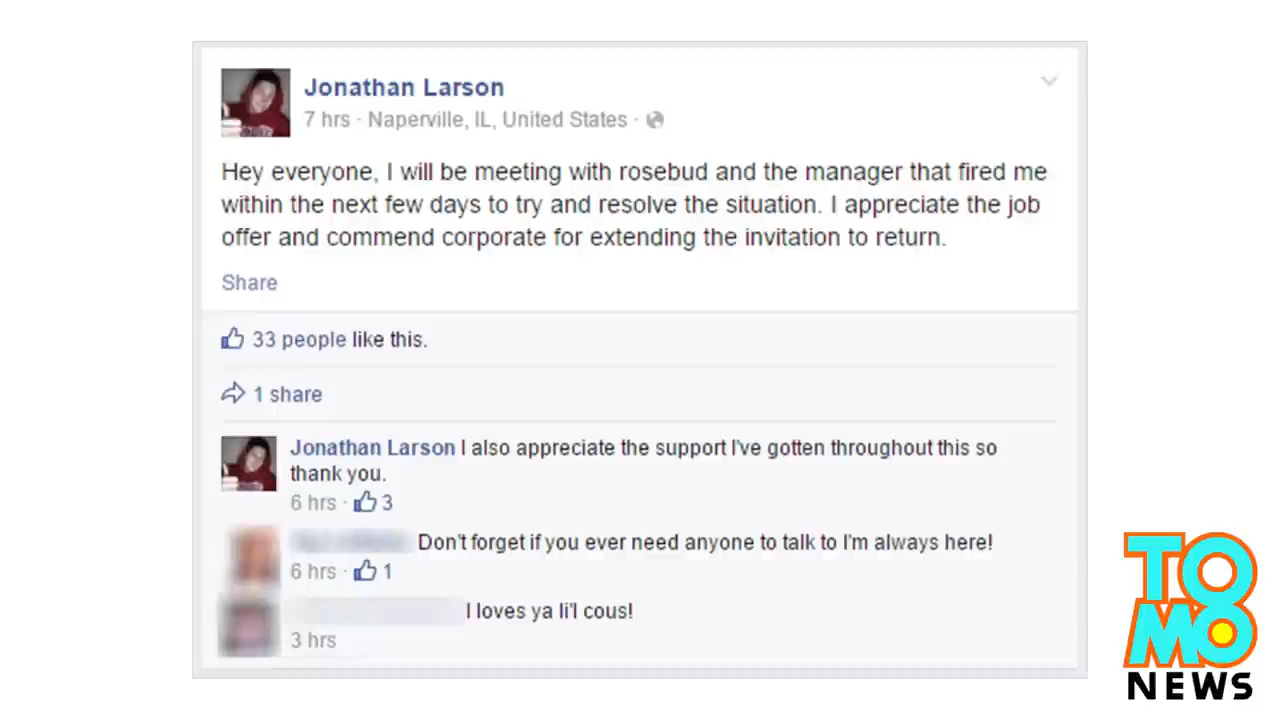 Jonathan Larson
7 hrs · Naperville, IL, United States ·
Hey everyone, I will be meeting with rosebud and the manager that fired me
within the next few days to try and resolve the situation. I appreciate the job
offer and commend corporate for extending the invitation to return.
Share
33 people like this.
1 share
Jonathan Larson I also appreciate the support I've gotten throughout this so
thank you.
6 hrs · 3
Don't forget if you ever need anyone to talk to I'm always here!
6 hrs · 1
I loves ya li'l cous!
3 hrs
TO
MO
NEWS